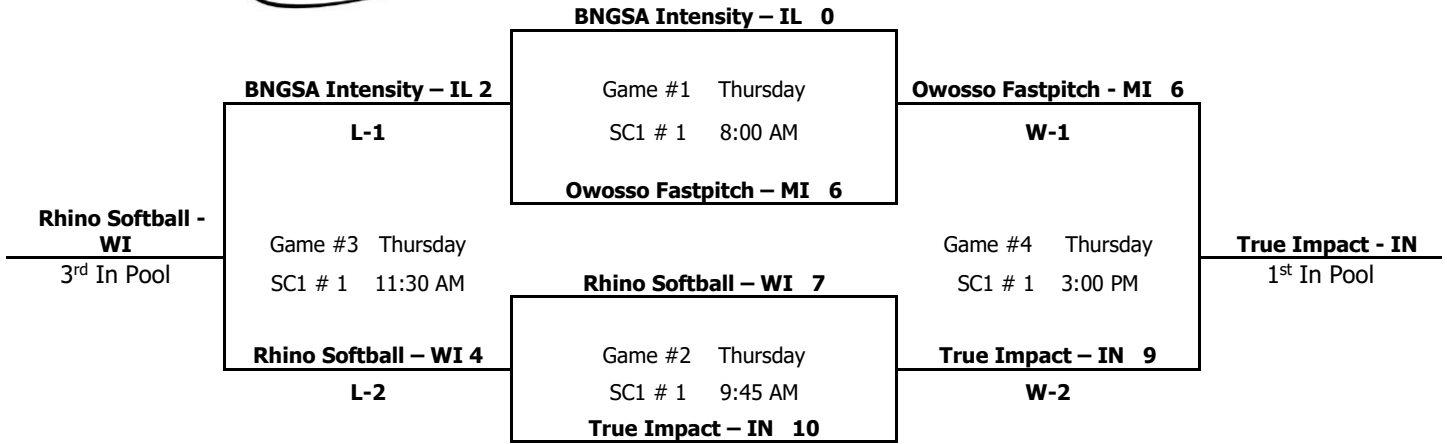 BNGSA Intensity – IL 0
BNGSA Intensity – IL 2
Game #1 Thursday
Owosso Fastpitch - MI 6
L-1
SC1 # 1 8:00 AM
W-1
Owosso Fastpitch – MI 6
Rhino Softball -
WI
3rd In Pool
Game #3 Thursday
SC1 # 1 11:30 AM
Rhino Softball – WI 7
Game #4 Thursday
SC1 # 1 3:00 PM
True Impact - IN
1st In Pool
Rhino Softball – WI 4
Game #2 Thursday
True Impact – IN 9
L-2
SC1 # 1 9:45 AM
W-2
True Impact – IN 10